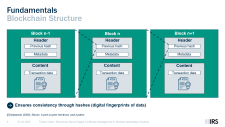 Fundamentals
Blockchain Structure
Block n-1
Header
Previous hash
Metadata
Content
Transaction data
Block n
Header
Previous hash
Metadata
Content
Transaction data
Block n+1
Header
Previous hash
Metadata
Content
Transaction data
Ensures consistency through hashes (digital fingerprints of data)
IRS